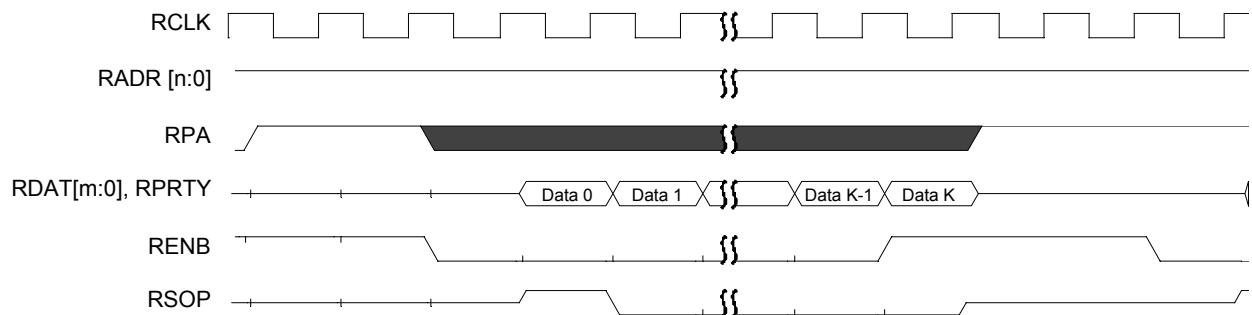 RCLK
RADR [n:0]
RPA
RDAT[m:0], RPRTY
Data 0
Data 1
Data K-1
Data K
RENB
RSOP